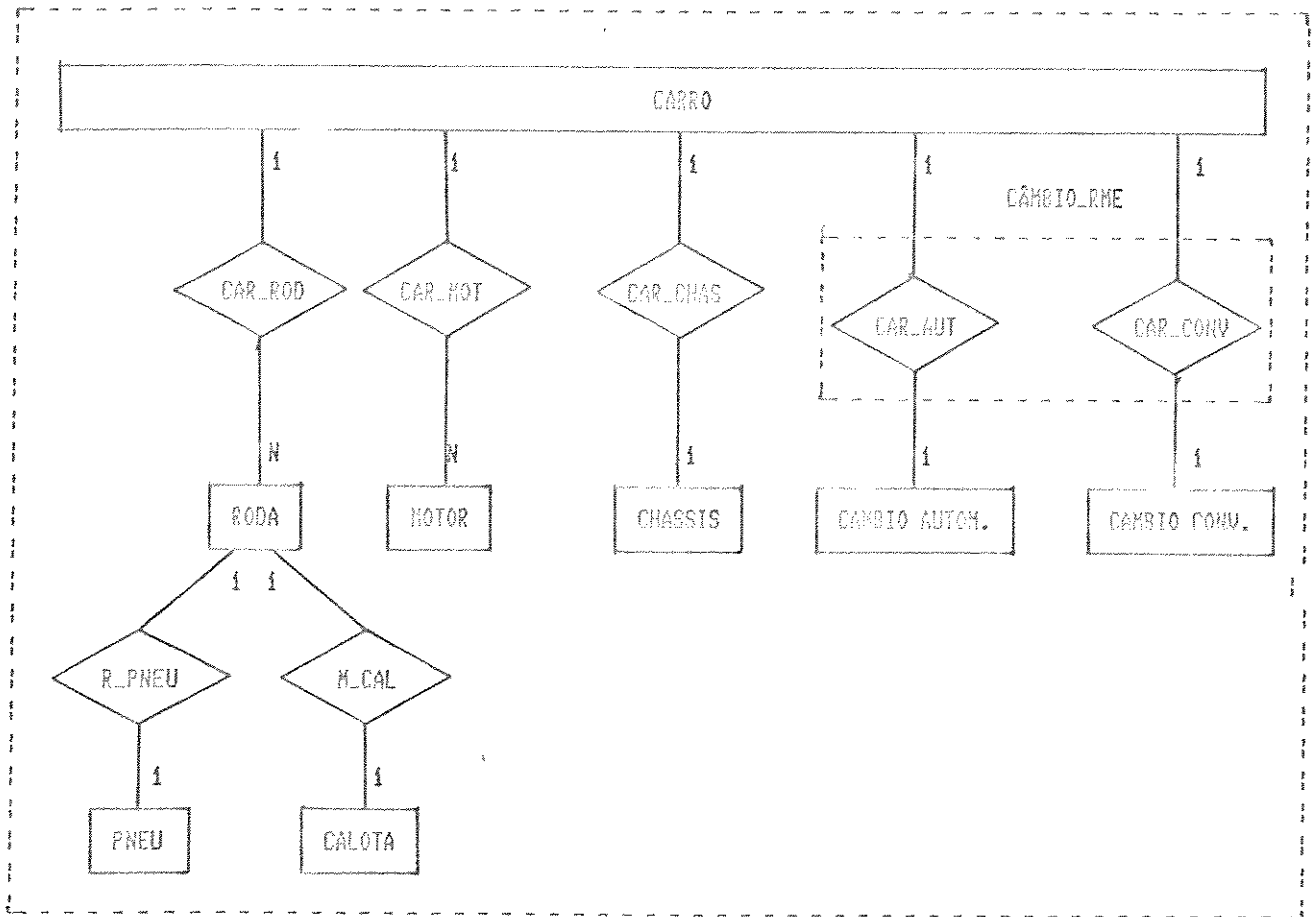 CARRO
1 1 1 1 1
CÂMBIO_RME
CAR_ROD CAR_MOT CAR_CHAS
CAR_AUT CAR_CONV
N N 1 1 1
RODA MOTOR CHASSIS CAMBIO AUTOM. CAMBIO CONV.
1 1
R_PNEU M_CAL
1 1
PNEU CALOTA